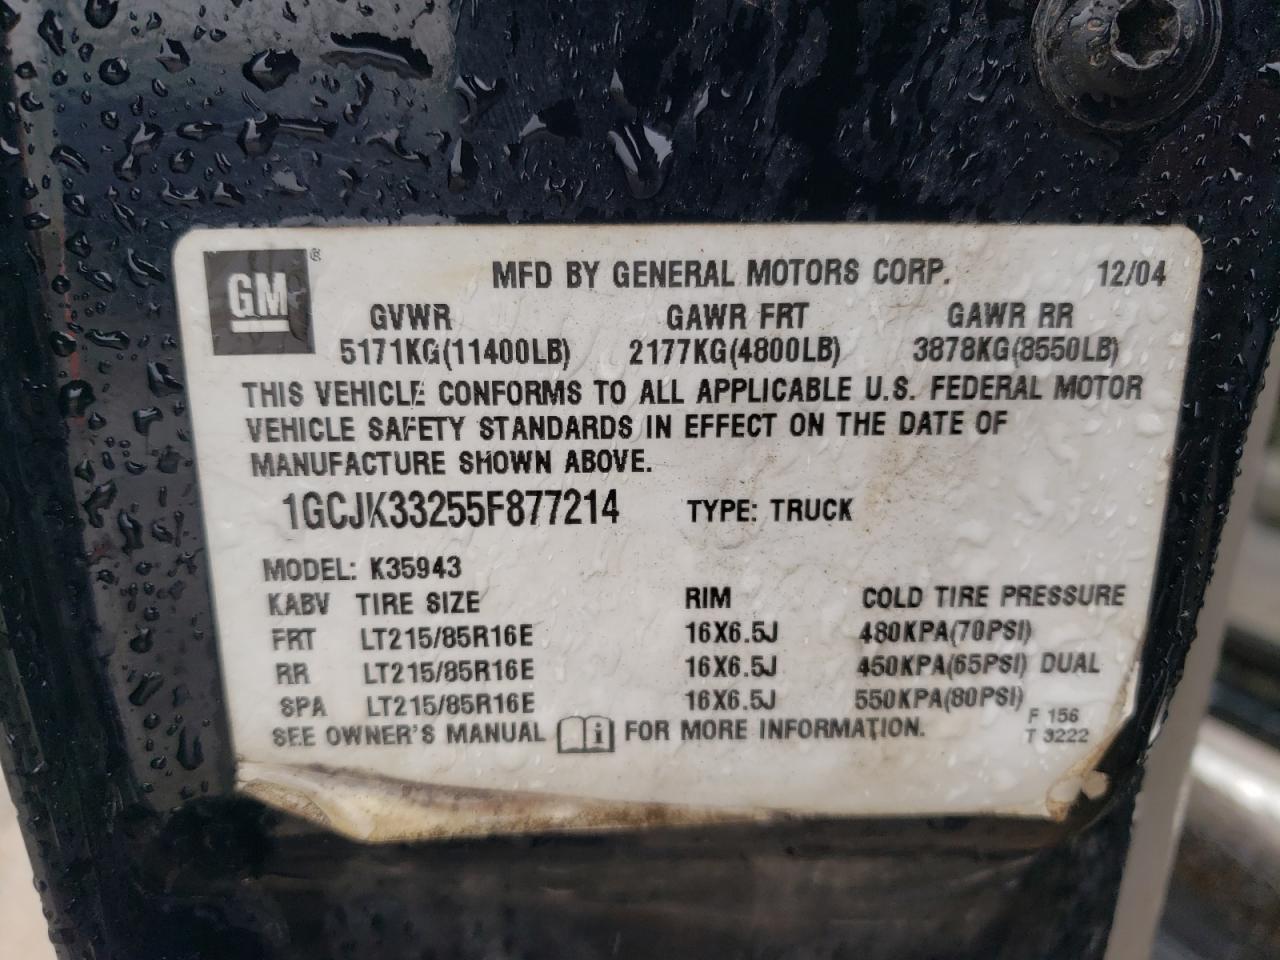 GM ® MFD BY GENERAL MOTORS CORP. 12/04
GVWR GAWR FRT GAWR RR
5171KG(11400LB) 2177KG(4800LB) 3878KG(8550LB)
THIS VEHICLE CONFORMS TO ALL APPLICABLE U.S. FEDERAL MOTOR
VEHICLE SAFETY STANDARDS IN EFFECT ON THE DATE OF
MANUFACTURE SHOWN ABOVE.
1GCJK33255F877214 TYPE: TRUCK
MODEL: K35943
KABV TIRE SIZE RIM COLD TIRE PRESSURE
FRT LT215/85R16E 16X6.5J 480KPA(70PSI)
RR LT215/85R16E 16X6.5J 450KPA(65PSI) DUAL
SPA LT215/85R16E 16X6.5J 550KPA(80PSI)
SEE OWNER'S MANUAL i FOR MORE INFORMATION. F 156
T 3222